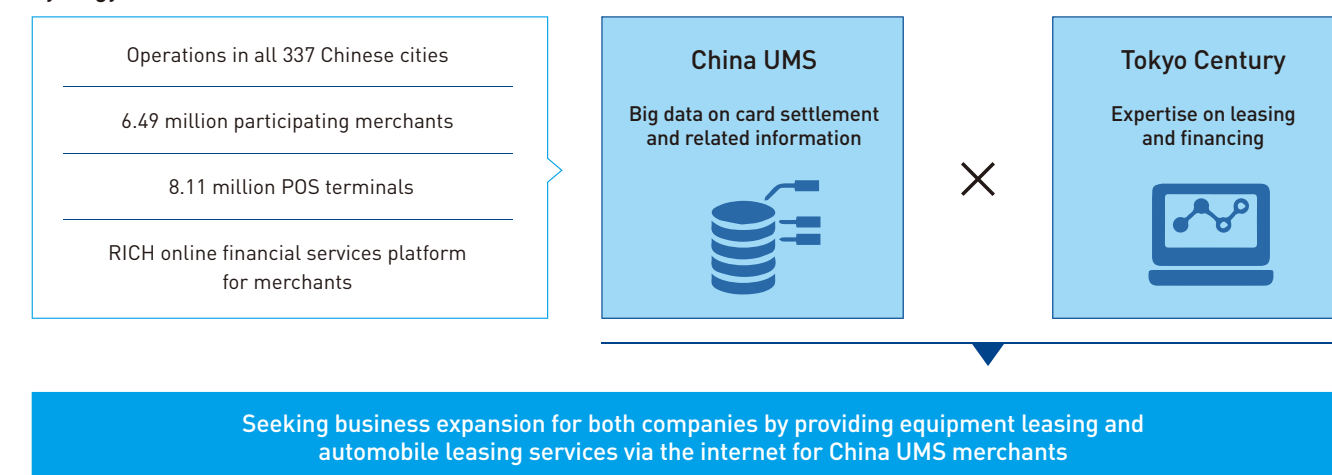 Operations in all 337 Chinese cities
6.49 million participating merchants
8.11 million POS terminals
RICH online financial services platform
for merchants
China UMS
Big data on card settlement
and related information
×
Tokyo Century
Expertise on leasing
and financing
Seeking business expansion for both companies by providing equipment leasing and
automobile leasing services via the internet for China UMS merchants